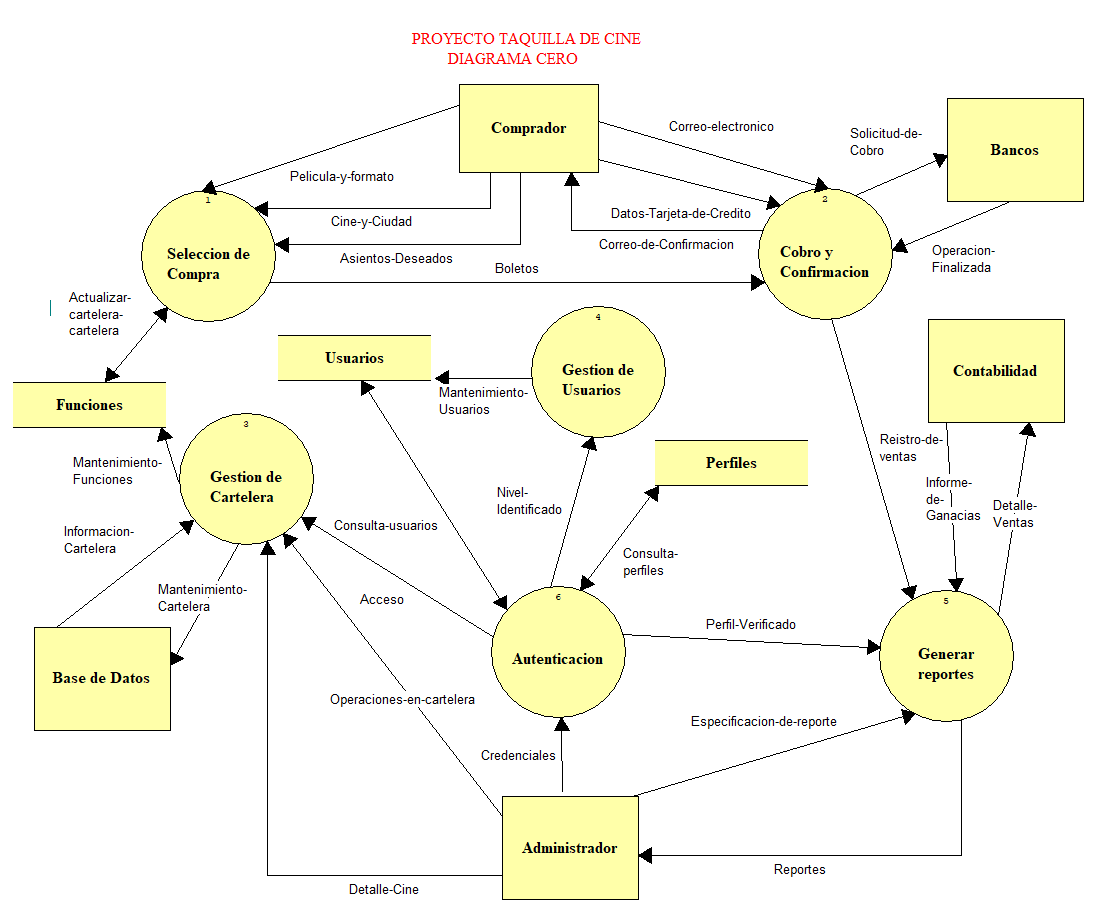 PROYECTO TAQUILLA DE CINE
DIAGRAMA CERO
Comprador
Correo-electronico
Solicitud-de-
Cobro
Bancos
Pelicula-y-formato
1
2
Cine-y-Ciudad
Datos-Tarjeta-de-Credito
Correo-de-Confirmacion
Seleccion de
Compra
Asientos-Deseados
Boletos
Cobro y
Confirmacion
Operacion-
Finalizada
Actualizar-
cartelera-
cartelera
4
Usuarios
Gestion de
Usuarios
Mantenimiento-
Usuarios
Contabilidad
Funciones
3
Gestion de
Cartelera
Mantenimiento-
Funciones
Perfiles
Reistro-de-
ventas
Nivel-
Identificado
Informe-
de-
Ganacias
Detalle-
Ventas
Informacion-
Cartelera
Consulta-usuarios
Consulta-
perfiles
Mantenimiento-
Cartelera
Acceso
6
5
Perfil-Verificado
Autenticacion
Generar
reportes
Base de Datos
Operaciones-en-cartelera
Especificacion-de-reporte
Credenciales
Administrador
Reportes
Detalle-Cine